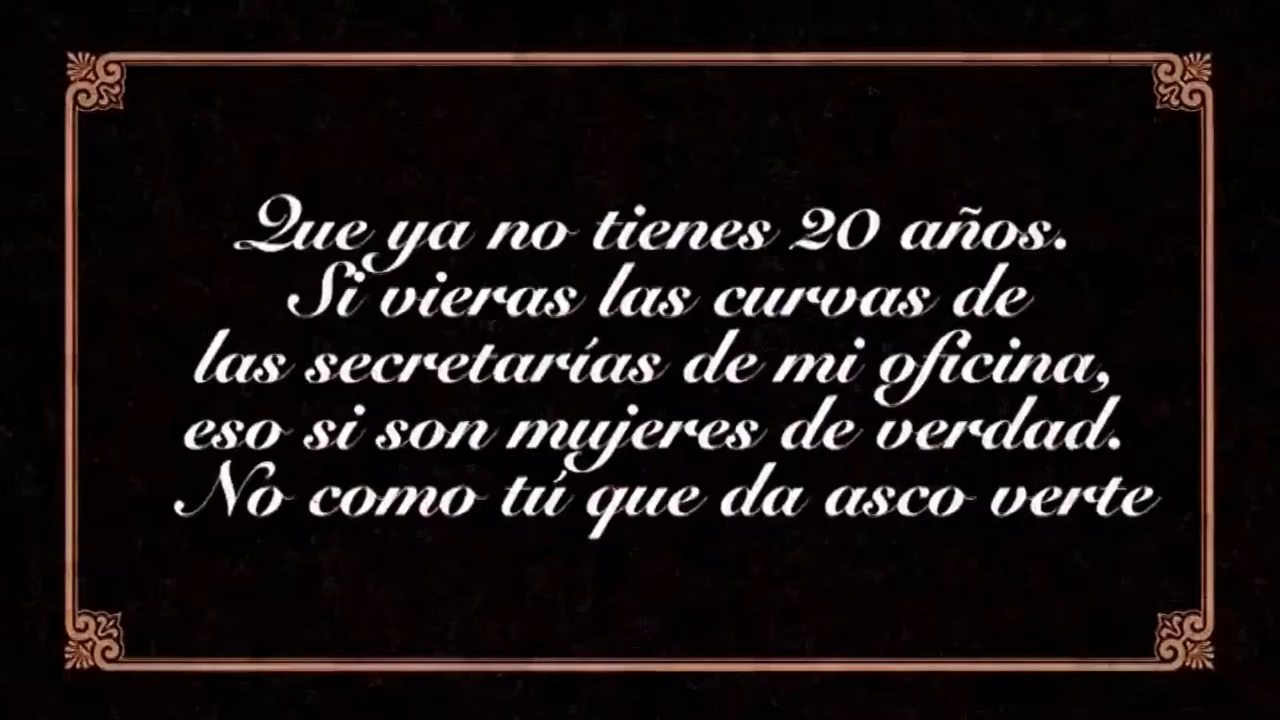 Que ya no tienes 20 años.
Si vieras las curvas de
las secretarías de mi oficina,
eso si son mujeres de verdad.
No como tú que da asco verte